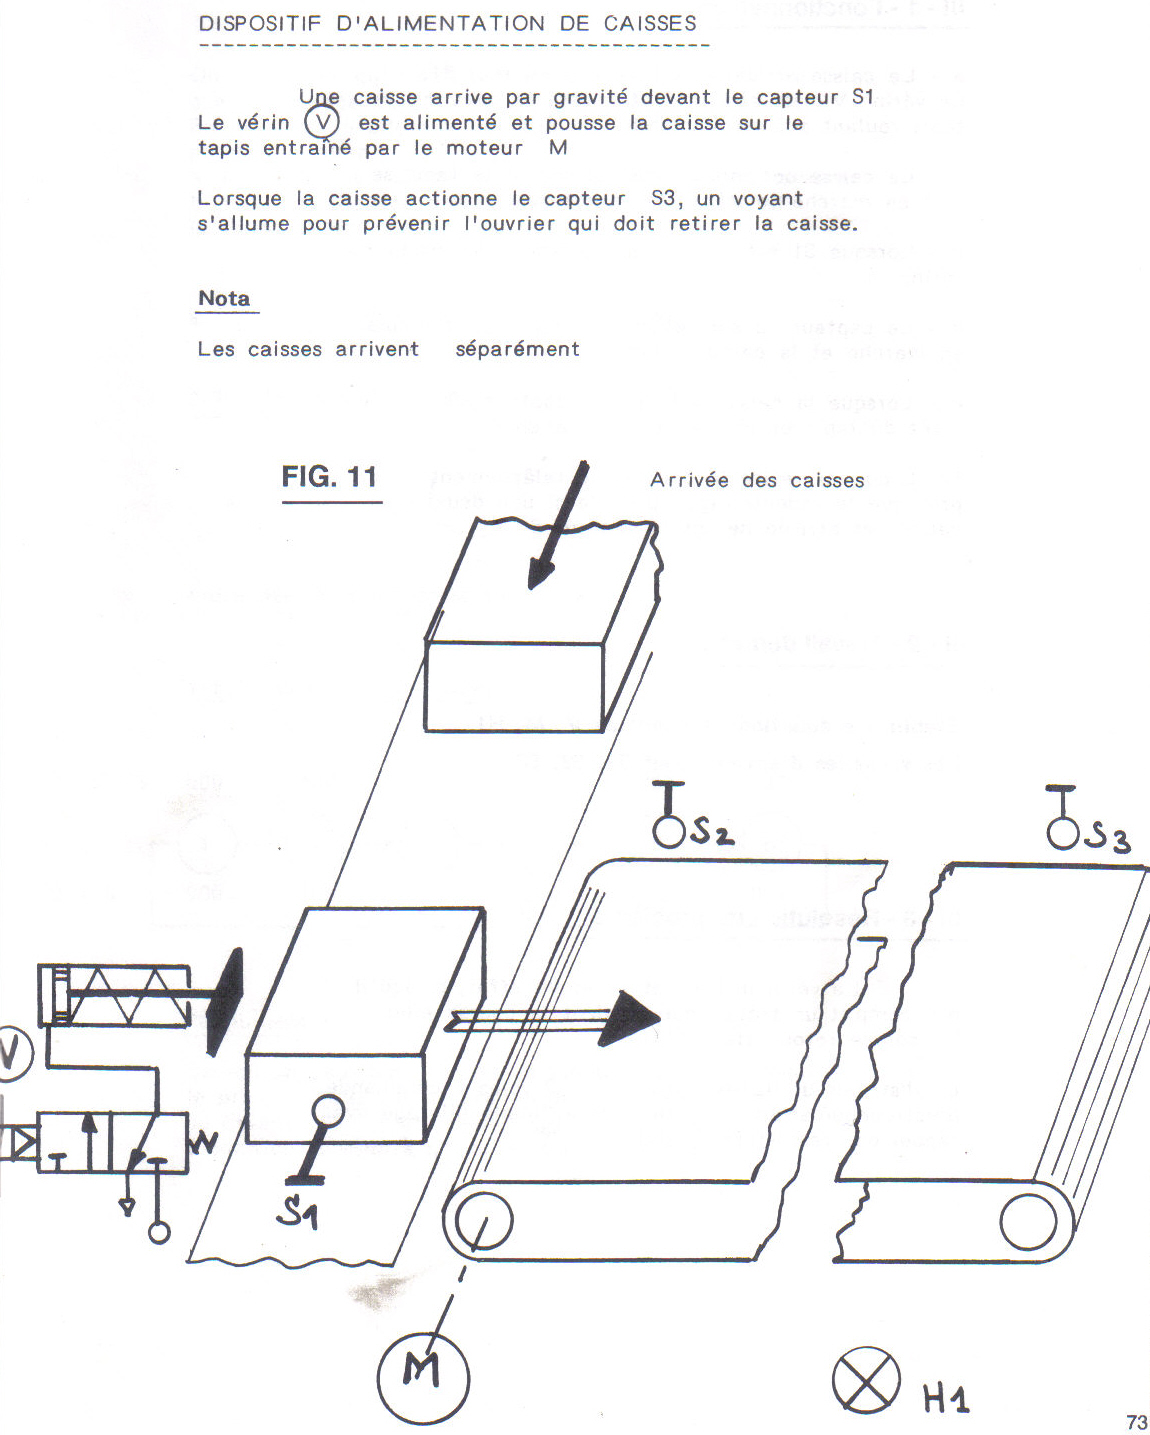 DISPOSITIF D'ALIMENTATION DE CAISSES
Une caisse arrive par gravité devant le capteur S1
Le vérin V est alimenté et pousse la caisse sur le
tapis entraîné par le moteur M
Lorsque la caisse actionne le capteur S3, un voyant
s'allume pour prévenir l'ouvrier qui doit retirer la caisse.
Nota
Les caisses arrivent séparément
FIG. 11
Arrivée des caisses
S2
S3
V
S1
M
H1
73